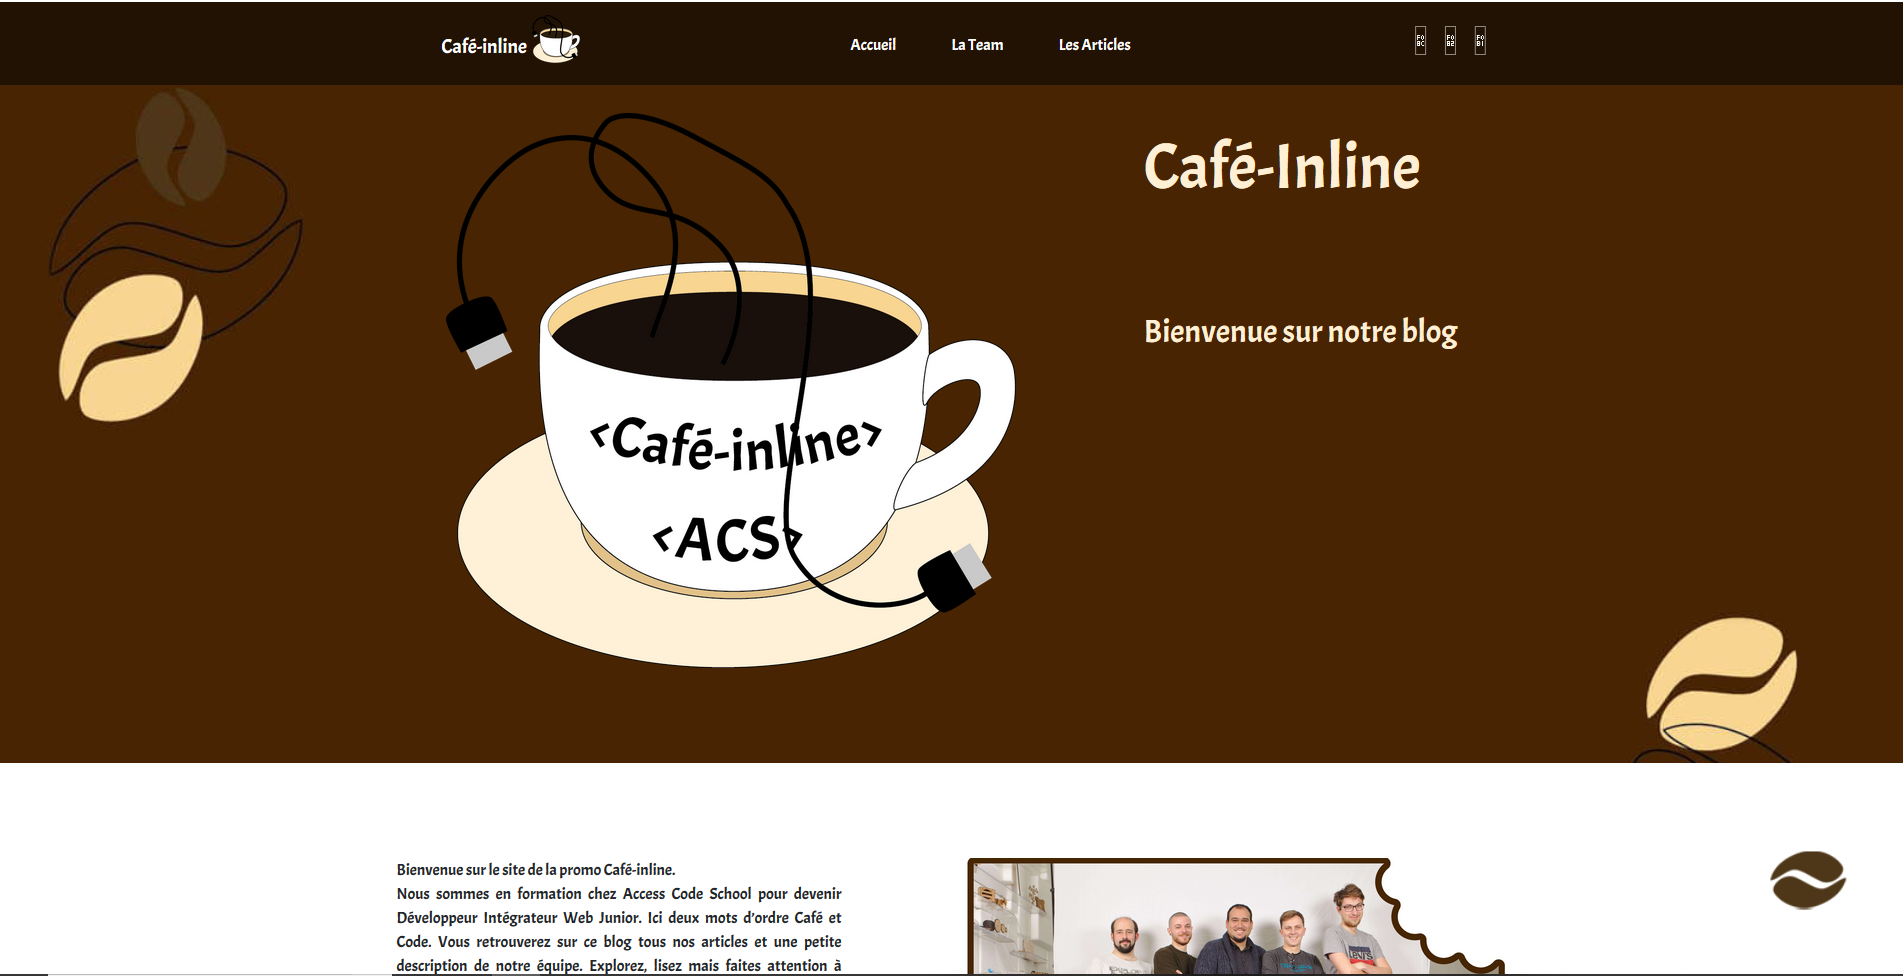 Café-inline
Accueil
La Team
Les Articles
Café-Inline
Bienvenue sur notre blog
<Café-inline>
<ACS>
Bienvenue sur le site de la promo Café-inline.
Nous sommes en formation chez Access Code School pour devenir
Développeur Intégrateur Web Junior. Ici deux mots d'ordre Café et
Code. Vous retrouverez sur ce blog tous nos articles et une petite
description de notre équipe. Explorez, lisez mais faites attention à
LEVI'S